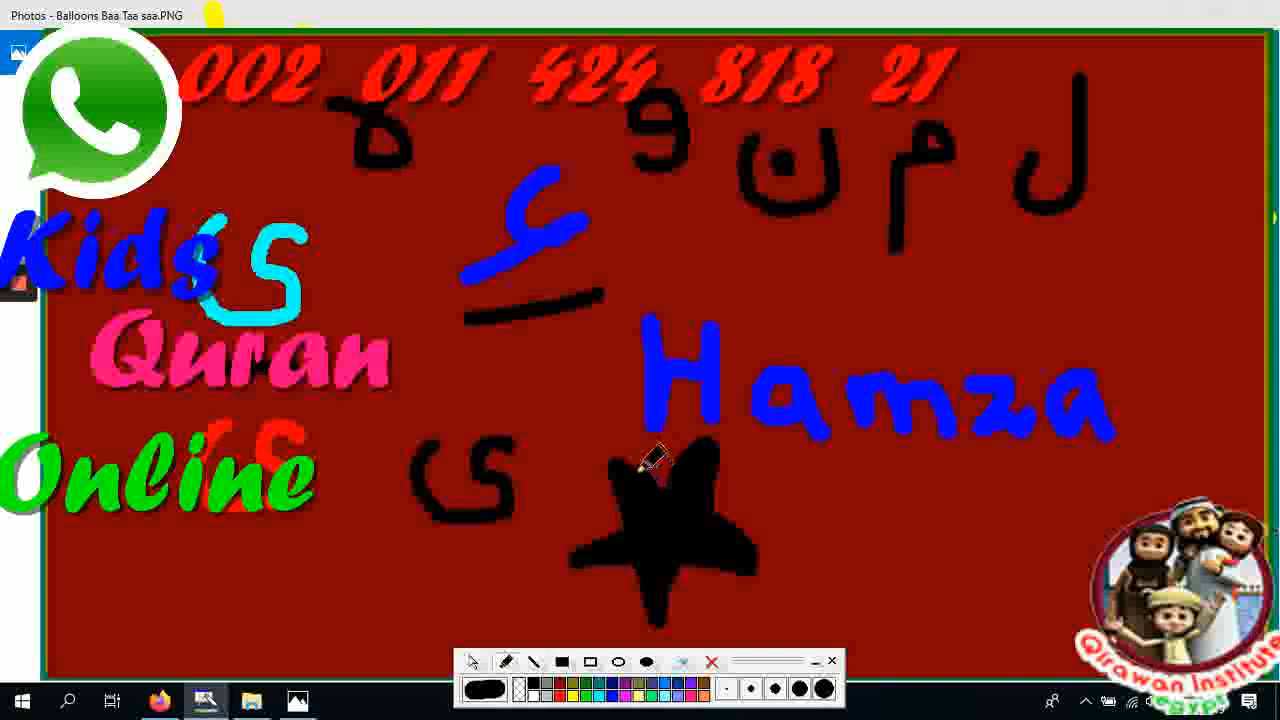 Photos - Balloons Baa Taa saa.PNG
002 011 424 818 21
ل م ن و ه
ء
ي
Kids
Quran
Hamza
Online
ي
Qirawan Institute
egypt